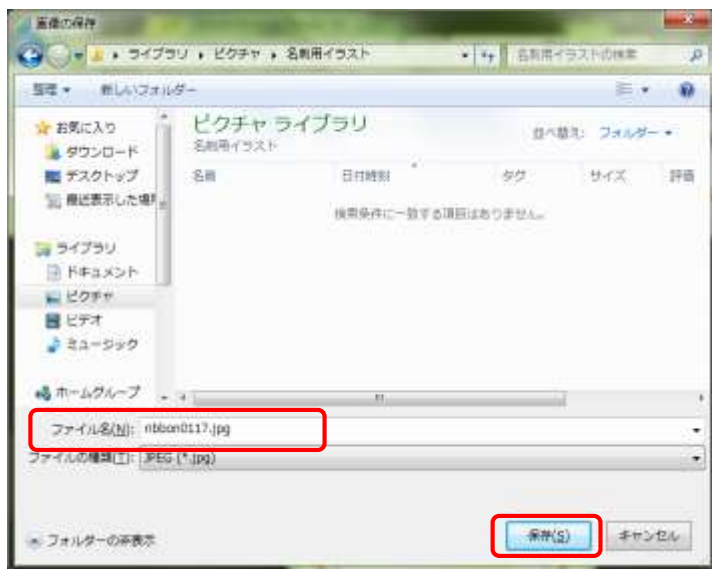 画像の保存
ライブラリ ▸ ピクチャ ▸ 名刺用イラスト
名刺用イラストの検索
整理 ▼ 新しいフォルダー
お気に入り
ダウンロード
デスクトップ
最近表示した場所
ライブラリ
ドキュメント
ピクチャ
ビデオ
ミュージック
ホームグループ
ピクチャ ライブラリ
名刺用イラスト
並べ替え: フォルダー ▼
名前 日付時刻 タグ サイズ 評価
検索条件に一致する項目はありません。
ファイル名(N): ribbon0117.jpg
ファイルの種類(T): JPEG (*.jpg)
フォルダーの非表示
保存(S) キャンセル